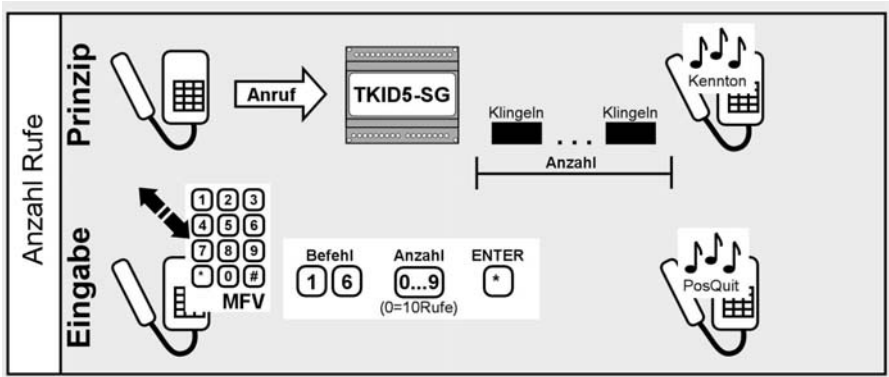 Anzahl Rufe
Prinzip
Anruf
TKID5-SG
Klingeln Klingeln
...
Anzahl
Kennton
Eingabe
1 2 3
4 5 6
7 8 9
* 0 #
MFV
Befehl Anzahl ENTER
1 6 0...9 *
(0=10Rufe)
PosQuit